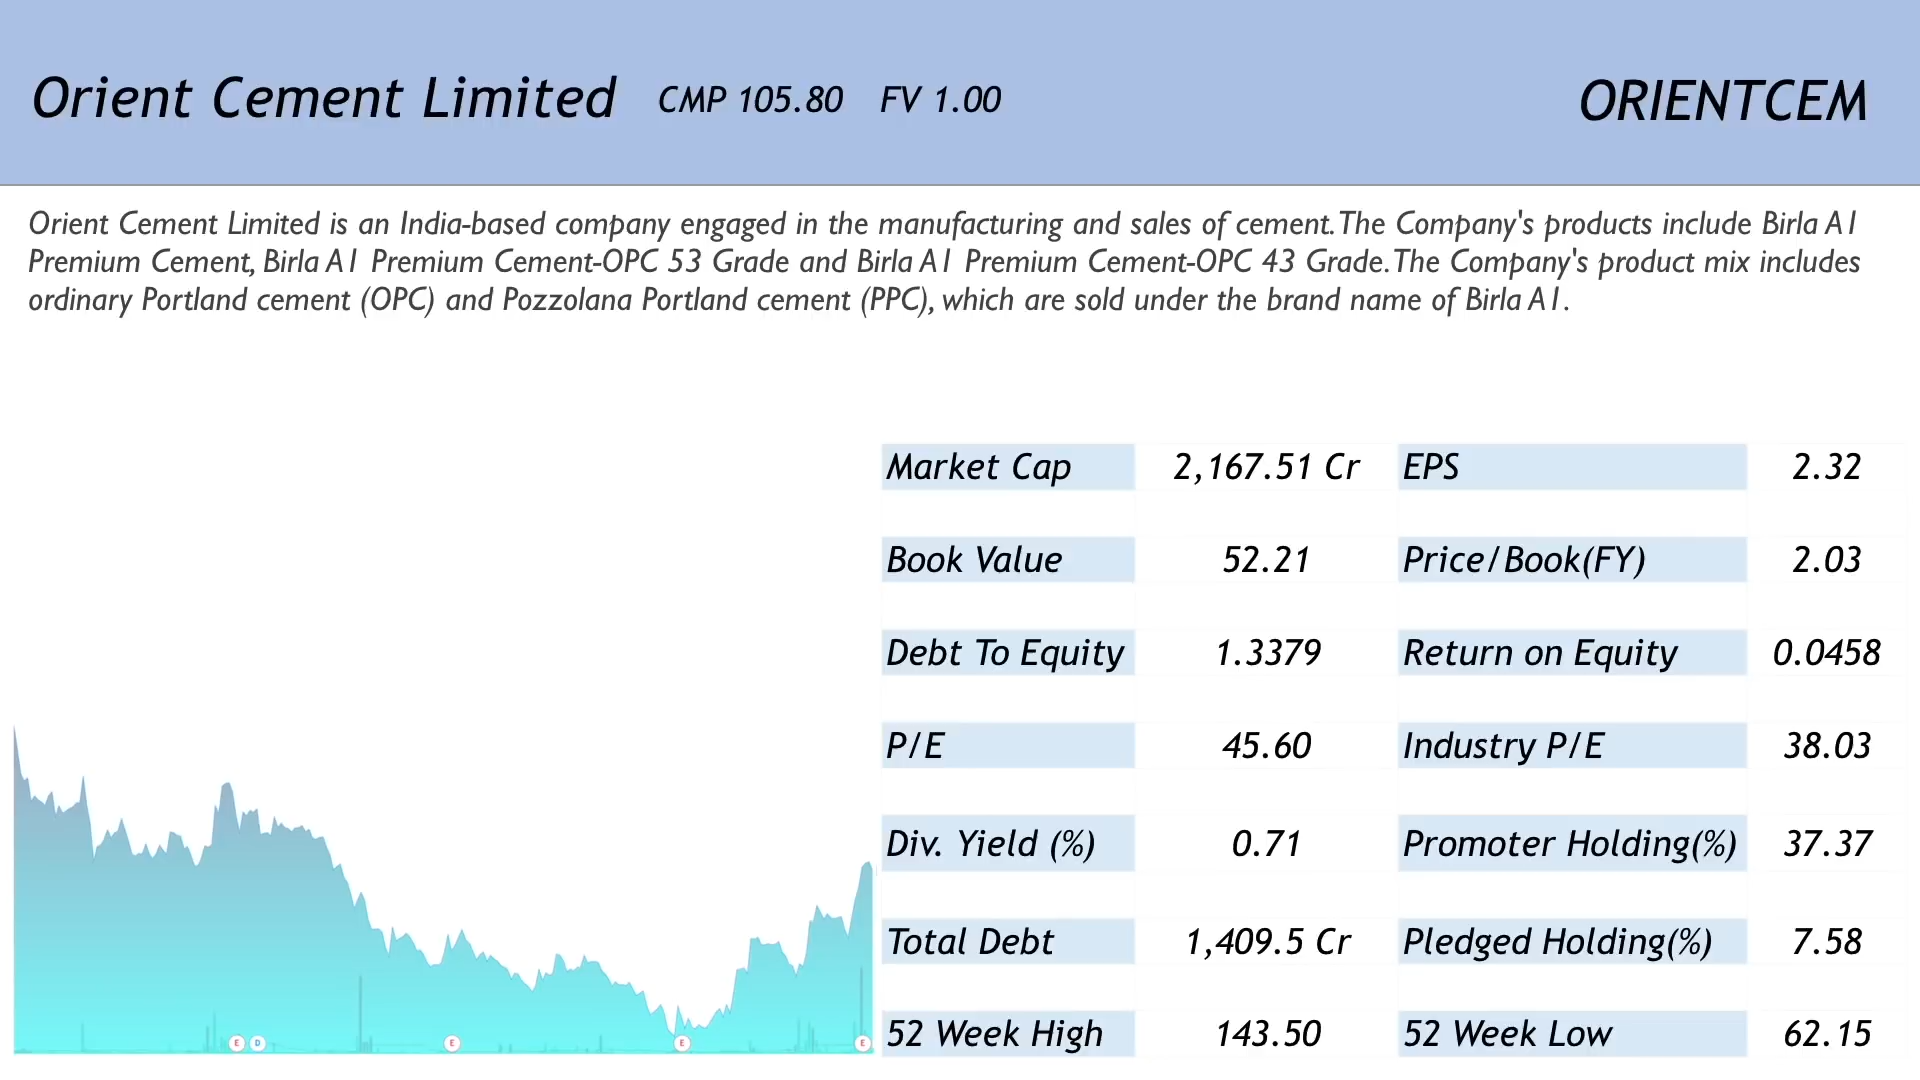 Orient Cement Limited CMP 105.80 FV 1.00 ORIENTCEM
Orient Cement Limited is an India-based company engaged in the manufacturing and sales of cement. The Company's products include Birla A1
Premium Cement, Birla A1 Premium Cement-OPC 53 Grade and Birla A1 Premium Cement-OPC 43 Grade. The Company's product mix includes
ordinary Portland cement (OPC) and Pozzolana Portland cement (PPC), which are sold under the brand name of Birla A1.
Market Cap 2,167.51 Cr EPS 2.32
Book Value 52.21 Price/Book(FY) 2.03
Debt To Equity 1.3379 Return on Equity 0.0458
P/E 45.60 Industry P/E 38.03
Div. Yield (%) 0.71 Promoter Holding(%) 37.37
Total Debt 1,409.5 Cr Pledged Holding(%) 7.58
52 Week High 143.50 52 Week Low 62.15
E D E E E